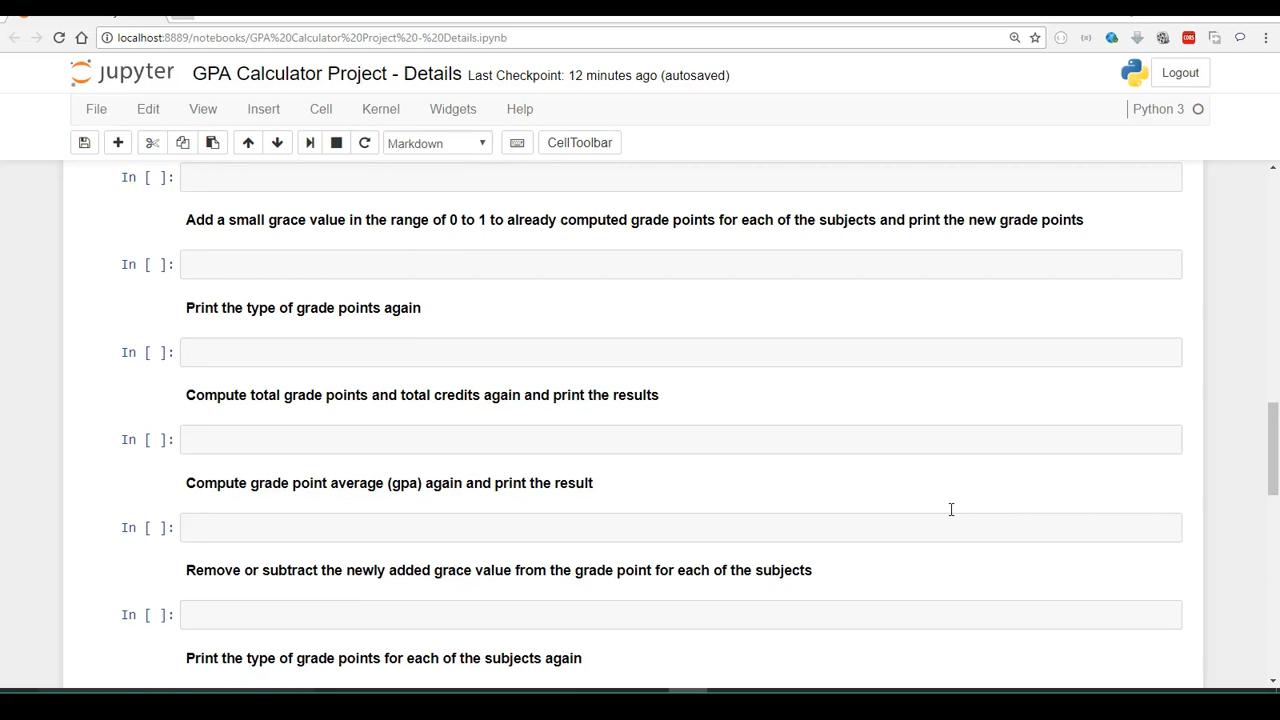 localhost:8889/notebooks/GPA%20Calculator%20Project%20-%20Details.ipynb
CORS
jupyter GPA Calculator Project - Details Last Checkpoint: 12 minutes ago (autosaved) Logout
File Edit View Insert Cell Kernel Widgets Help Python 3
Markdown CellToolbar
In [ ]:
Add a small grace value in the range of 0 to 1 to already computed grade points for each of the subjects and print the new grade points
In [ ]:
Print the type of grade points again
In [ ]:
Compute total grade points and total credits again and print the results
In [ ]:
Compute grade point average (gpa) again and print the result
In [ ]:
Remove or subtract the newly added grace value from the grade point for each of the subjects
In [ ]:
Print the type of grade points for each of the subjects again